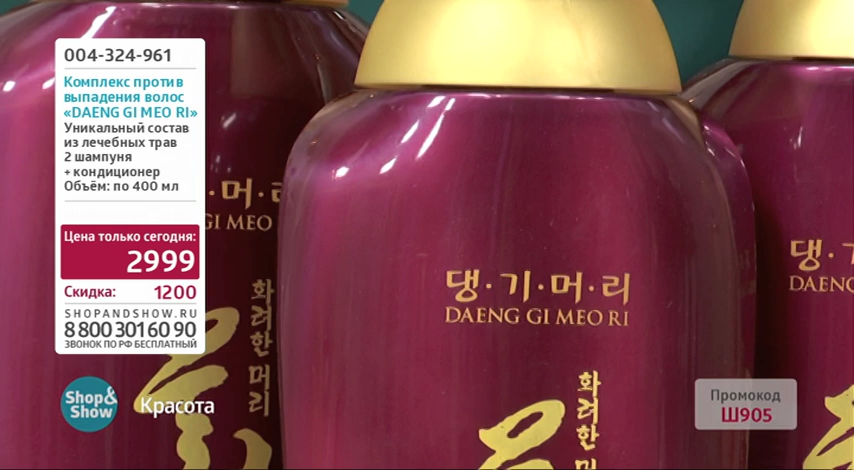 004-324-961
Комплекс против
выпадения волос
«DAENG GI MEO RI»
Уникальный состав
из лечебных трав
2 шампуня
+ кондиционер
Объём: по 400 мл
Цена только сегодня:
2999
Скидка: 1200
SHOPANDSHOW.RU
8 800 301 60 90
ЗВОНОК ПО РФ БЕСПЛАТНЫЙ
Shop&
Show
Красота
·머·리
GI MEO
화려한 머리
댕·기·머·리
DAENG GI MEO RI
화려한
댕·기
DAENG
Промокод
Ш905